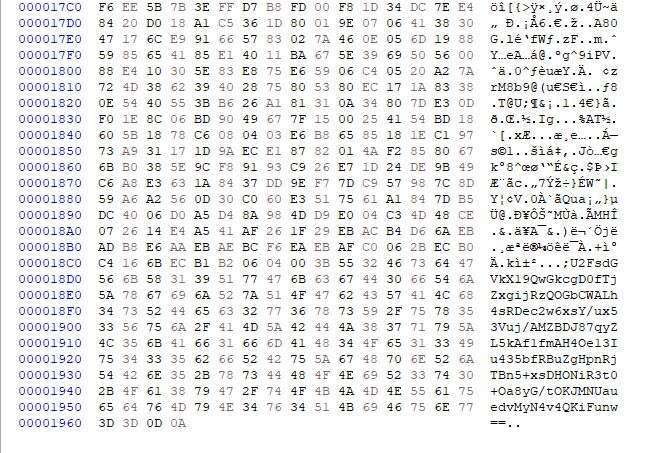 000017C0 F6 EE 5B 7B 3E FF D7 B8 FD 00 F8 1D 34 DC 7E E4 öî[{>ÿ×¸ý.ø.4Ü~ä
000017D0 84 20 D0 18 A1 C5 36 1D 80 01 9E 07 06 41 38 30 „ Ð.¡Å6.€.ž..A80
000017E0 47 1E 6C E9 91 66 57 83 02 7A 46 0E 05 6D 19 88 G.lé‘fWƒ.zF..m.ˆ
000017F0 59 85 65 41 85 E1 40 11 BA 67 5E 39 69 50 56 00 Y…eA…á@.ºg^9iPV.
00001800 88 E4 10 30 5E 83 E8 75 E6 59 06 C4 05 20 A2 7A ˆä.0^ƒèuæY.Ä. ¢z
00001810 72 4D 38 62 39 40 28 75 80 53 80 EC 17 1A 83 38 rM8b9@(u€S€ì..ƒ8
00001820 0E 54 40 55 3B B6 26 A1 81 31 0A 34 80 7D E3 0D .T@U;¶&¡.1.4€}ã.
00001830 F0 1E 8C 06 BD 90 49 67 7F 15 00 25 41 54 BD 18 ð.Œ.½.Ig...%AT½.
00001840 60 5B 18 78 C6 08 04 03 E6 B8 65 85 18 1E C1 97 `[.xÆ...æ¸e…..Á—
00001850 73 A9 31 17 1D 9A EC E1 87 82 01 4A F2 85 80 67 s©1..šìá‡‚.Jò…€g
00001860 6B B0 38 5E 9C F8 91 93 C9 26 E7 1D 24 DE 9B 49 k°8^œø‘“É&ç.$Þ›I
00001870 C6 A8 E3 63 1A 84 37 DD 9E F7 7D C9 57 98 7C 8D Æ¨ãc.„7Ýž÷}ÉW˜|.
00001880 59 A6 A2 56 0D 30 C0 60 E3 51 75 61 A1 84 7D B5 Y¦¢V.0À`ãQua¡„}µ
00001890 DC 40 06 D0 A5 D4 8A 98 4D D9 E0 04 C3 4D 48 CE Ü@.Ð¥ÔŠ˜MÙà.ÃMHÎ
000018A0 07 26 14 E4 A5 41 AF 26 1F 29 EB AC B4 D6 6A EB .&.ä¥A¯&.)ë¬´Öjë
000018B0 AD B8 E6 AA EB AE BC F6 EA EB AF C0 06 2B EC B0 .¸æªë®¼öêë¯À.+ì°
000018C0 C4 16 6B EC B1 B2 06 04 00 3B 55 32 46 73 64 47 Ä.kì±²...;U2FsdG
000018D0 56 6B 58 31 39 51 77 47 6B 63 67 44 30 66 54 6A VkX19QwGkcgD0fTj
000018E0 5A 78 67 69 6A 52 7A 51 4F 47 62 43 57 41 4C 68 ZxgijRzQOGbCWALh
000018F0 34 73 52 44 65 63 32 77 36 78 73 59 2F 75 78 35 4sRDec2w6xsY/ux5
00001900 33 56 75 6A 2F 41 4D 5A 42 44 4A 38 37 71 79 5A 3Vuj/AMZBDJ87qyZ
00001910 4C 35 6B 41 66 31 66 6D 41 48 34 4F 65 31 33 49 L5kAf1fmAH4Oe13I
00001920 75 34 33 35 62 66 52 42 75 5A 67 48 70 6E 52 6A u435bfRBuZgHpnRj
00001930 54 42 6E 35 2B 78 73 44 48 4F 4E 69 52 33 74 30 TBn5+xsDHONiR3t0
00001940 2B 4F 61 38 79 47 2F 74 4F 4B 4A 4D 4E 55 61 75 +Oa8yG/tOKJMNUau
00001950 65 64 76 4D 79 4E 34 76 34 51 4B 69 46 75 6E 77 edvMyN4v4QKiFunw
00001960 3D 3D 0D 0A ==..